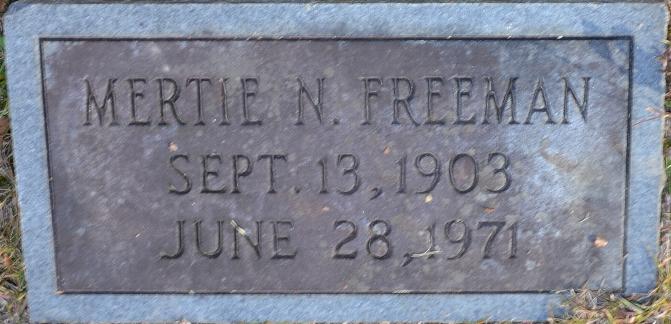 MERTIE N. FREEMAN
SEPT. 13, 1903
JUNE 28, 1971